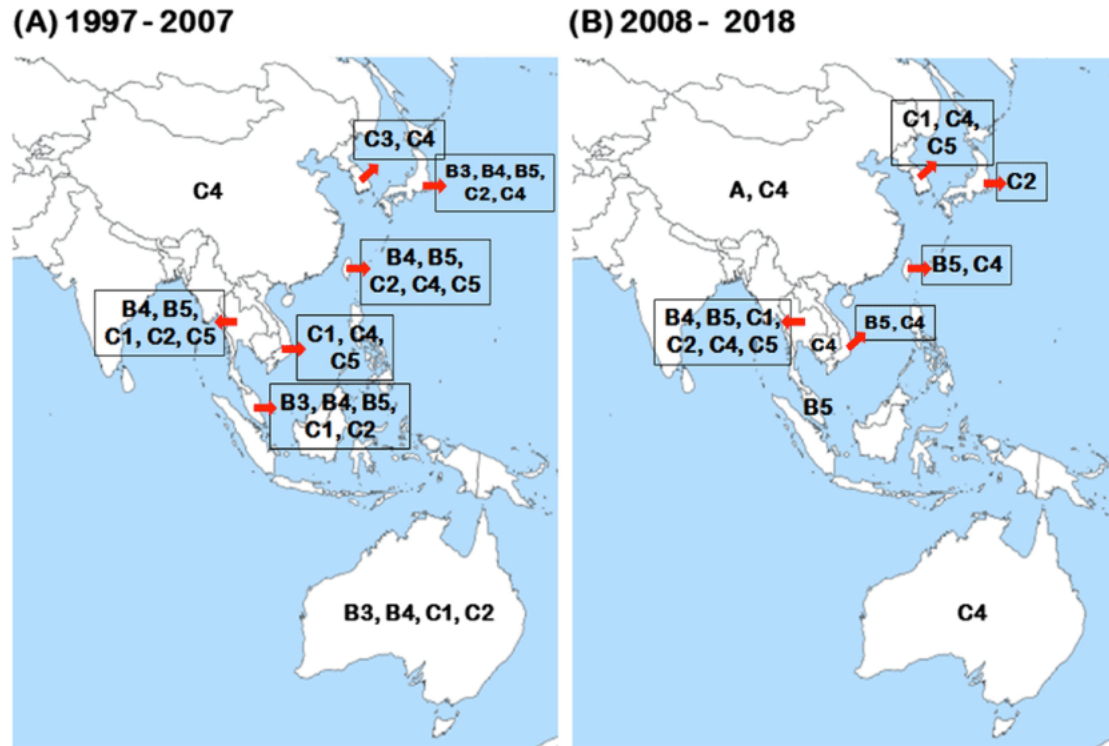 (A) 1997 - 2007
C3, C4
B3, B4, B5,
C2, C4
C4
B4, B5,
C2, C4, C5
B4, B5,
C1, C2, C5
C1, C4,
C5
B3, B4, B5,
C1, C2
B3, B4, C1, C2
(B) 2008 - 2018
C1, C4,
C5
C2
A, C4
B5, C4
B4, B5, C1,
C2, C4, C5
B5, C4
C4
B5
C4